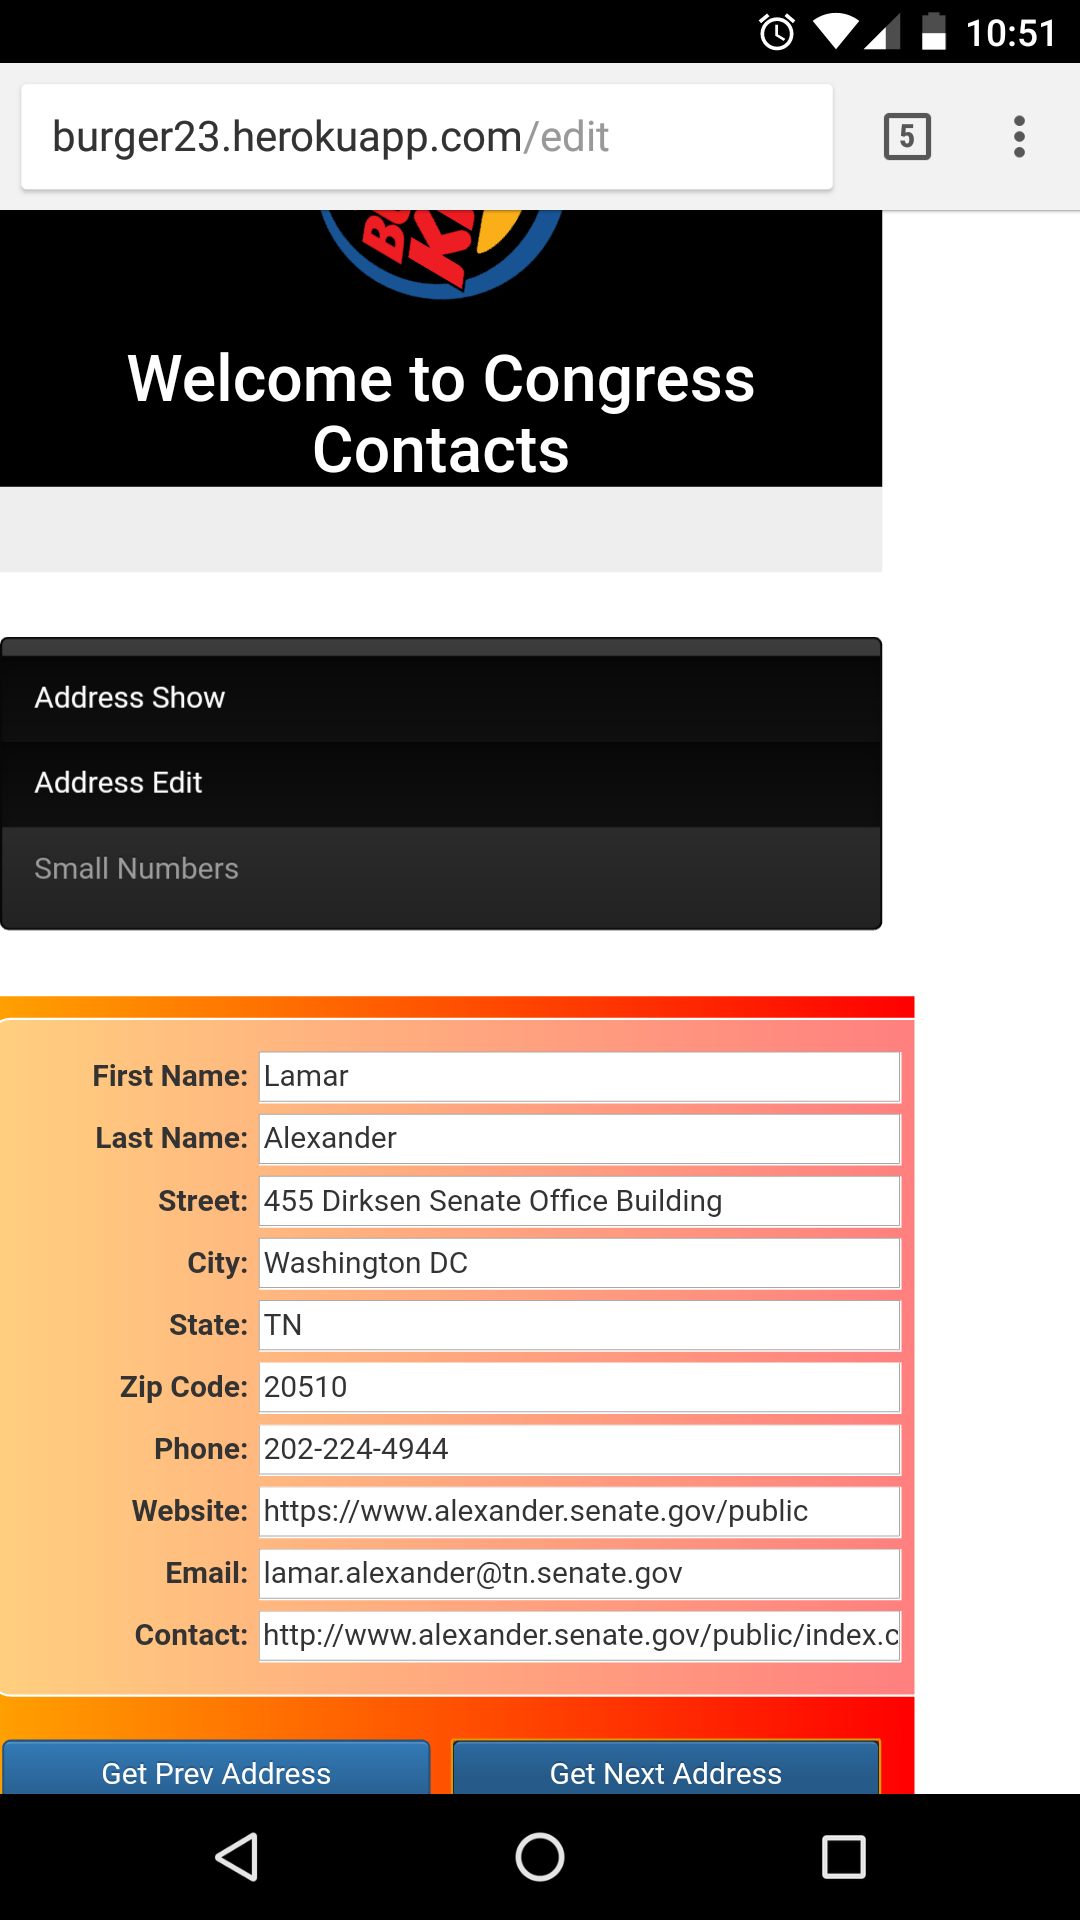 10:51
burger23.herokuapp.com/edit
5
Welcome to Congress
Contacts
Address Show
Address Edit
Small Numbers
First Name: Lamar
Last Name: Alexander
Street: 455 Dirksen Senate Office Building
City: Washington DC
State: TN
Zip Code: 20510
Phone: 202-224-4944
Website: https://www.alexander.senate.gov/public
Email: lamar.alexander@tn.senate.gov
Contact: http://www.alexander.senate.gov/public/index.c
Get Prev Address Get Next Address